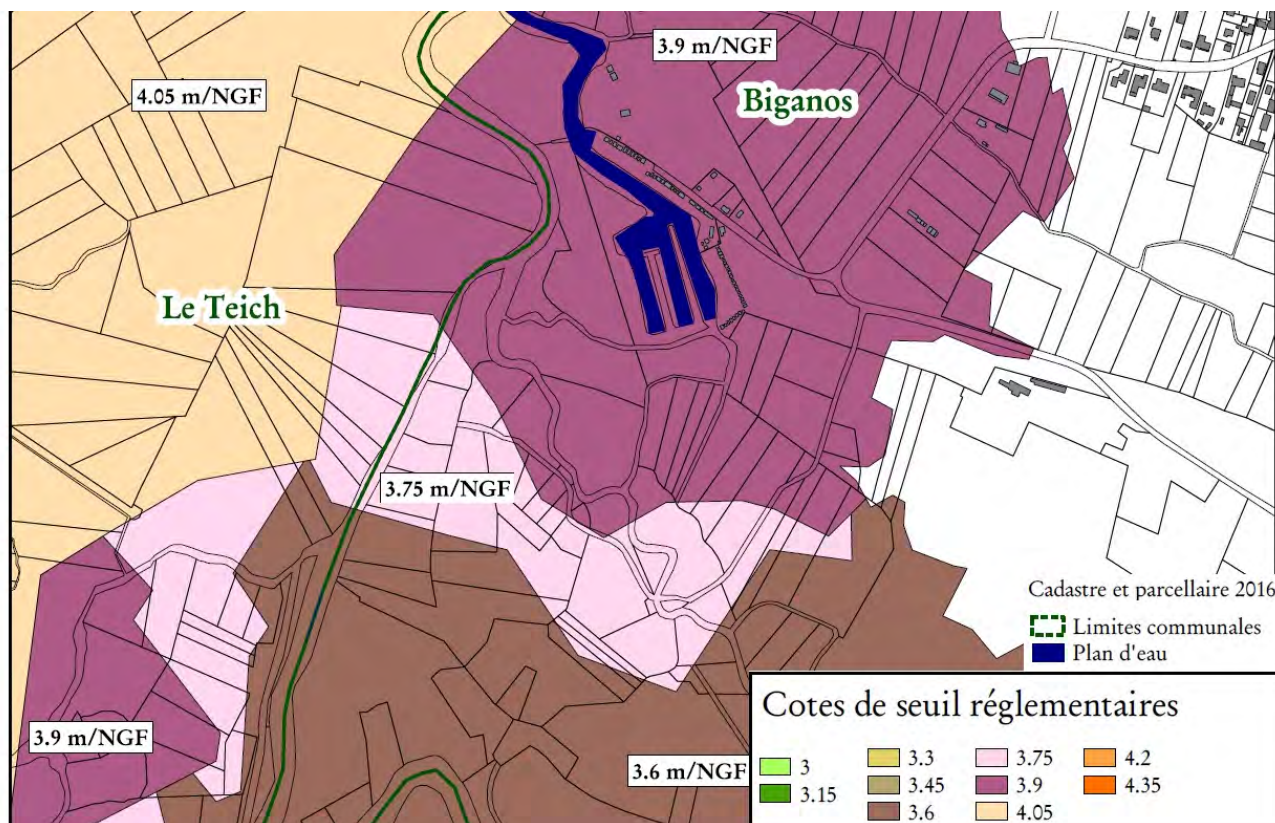 3.9 m/NGF
4.05 m/NGF
Biganos
Le Teich
3.75 m/NGF
3.9 m/NGF
3.6 m/NGF
Cadastre et parcellaire 2016
Limites communales
Plan d'eau
Cotes de seuil réglementaires
3
3.15
3.3
3.45
3.6
3.75
3.9
4.05
4.2
4.35